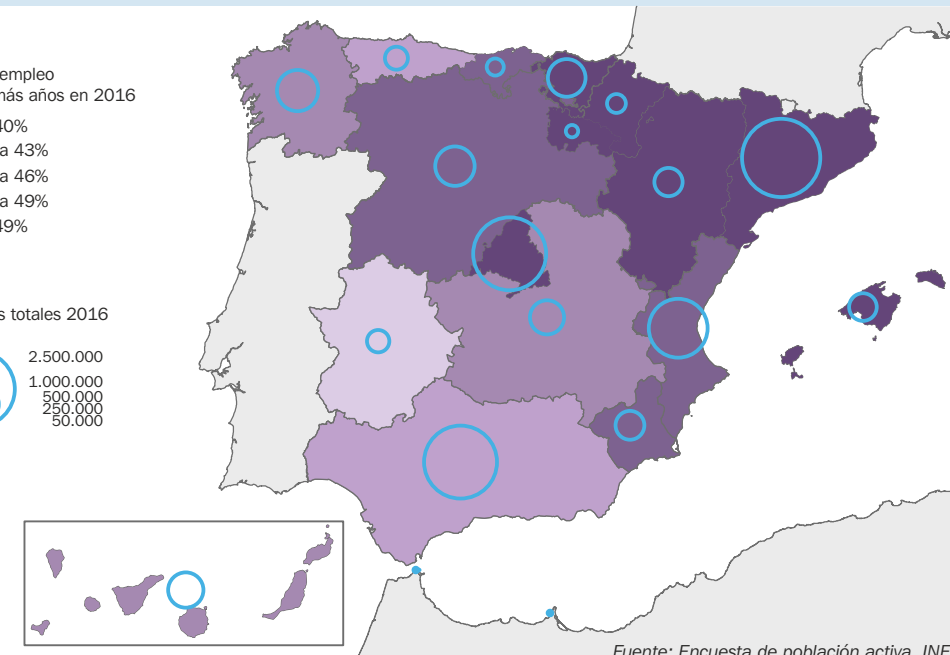 empleo
más años en 2016
40%
a 43%
a 46%
a 49%
49%
totales 2016
2.500.000
1.000.000
500.000
250.000
50.000
Fuente: Encuesta de población activa. INE